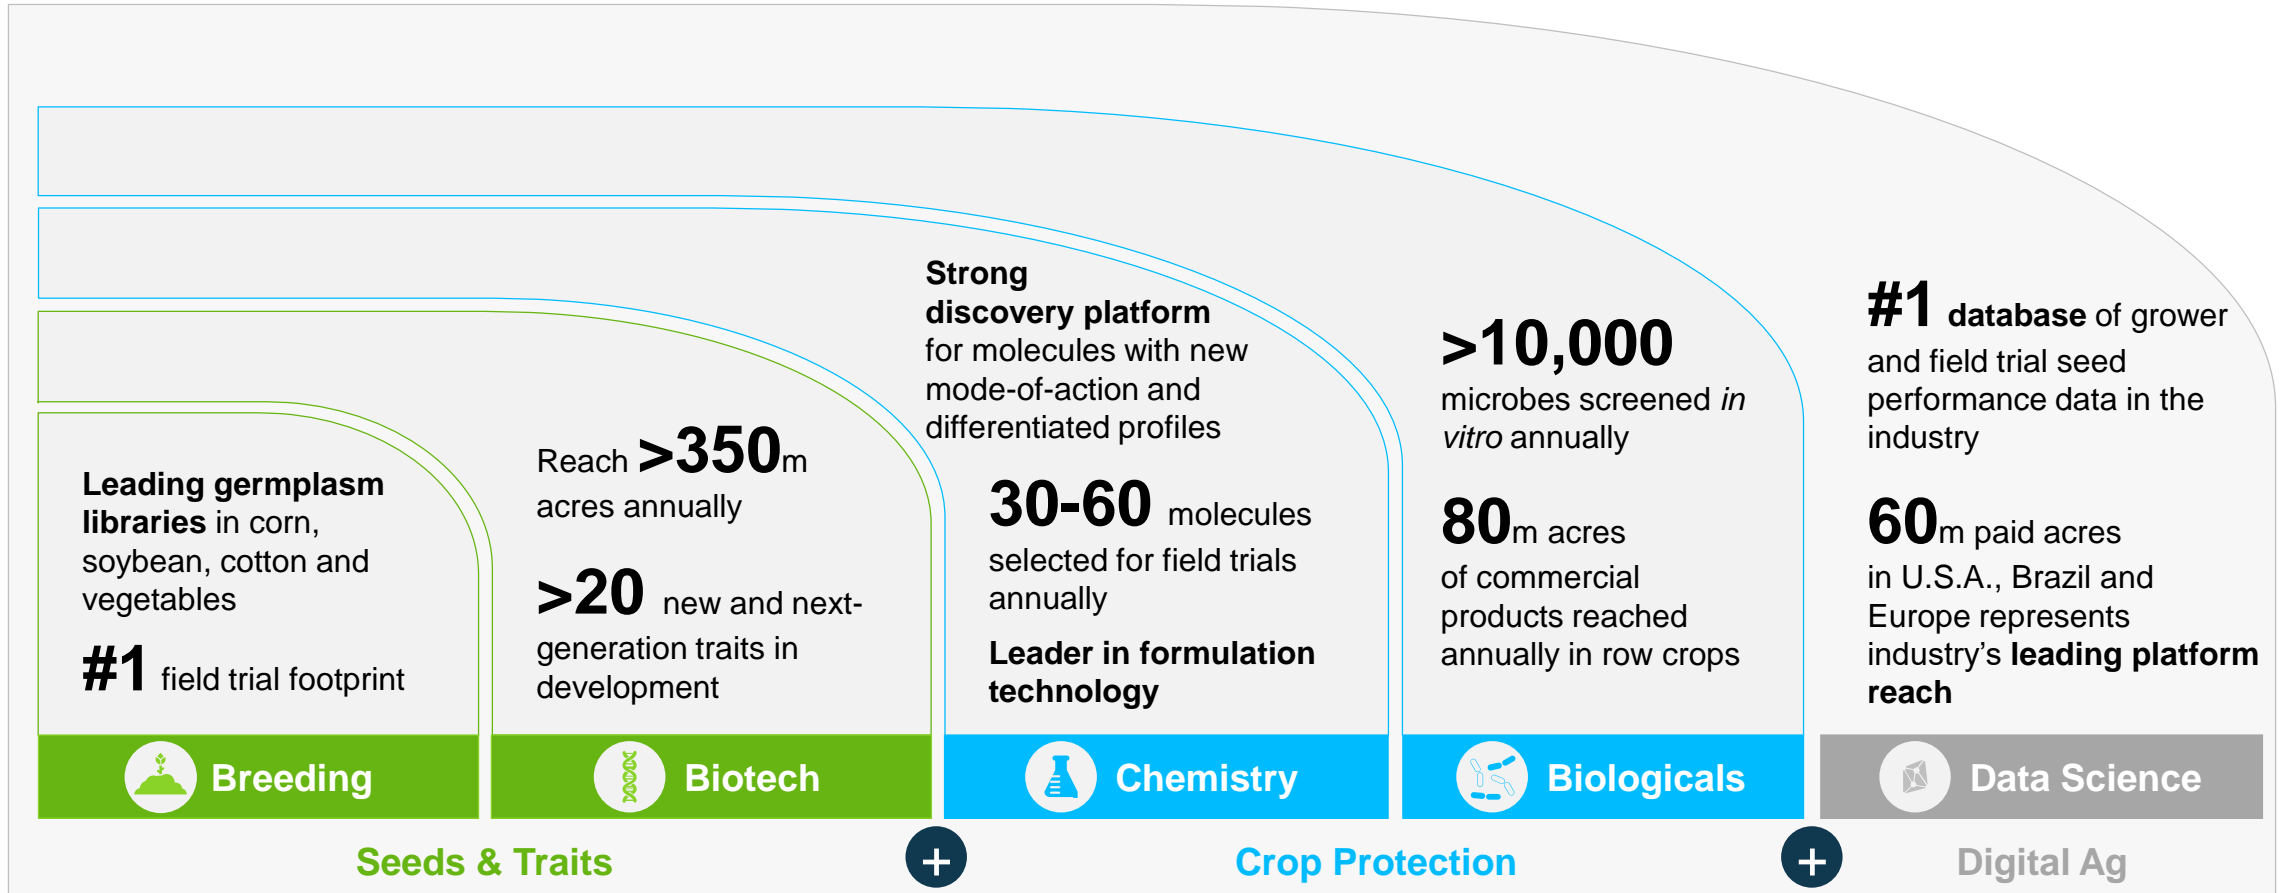 Leading germplasm
libraries in corn,
soybean, cotton and
vegetables
#1 field trial footprint
Breeding
Reach >350m
acres annually
>20 new and next-
generation traits in
development
Biotech
Seeds & Traits
+
Strong
discovery platform
for molecules with new
mode-of-action and
differentiated profiles
30-60 molecules
selected for field trials
annually
Leader in formulation
technology
Chemistry
>10,000
microbes screened in
vitro annually
80m acres
of commercial
products reached
annually in row crops
Biologicals
Crop Protection
+
#1 database of grower
and field trial seed
performance data in the
industry
60m paid acres
in U.S.A., Brazil and
Europe represents
industry’s leading platform
reach
Data Science
Digital Ag